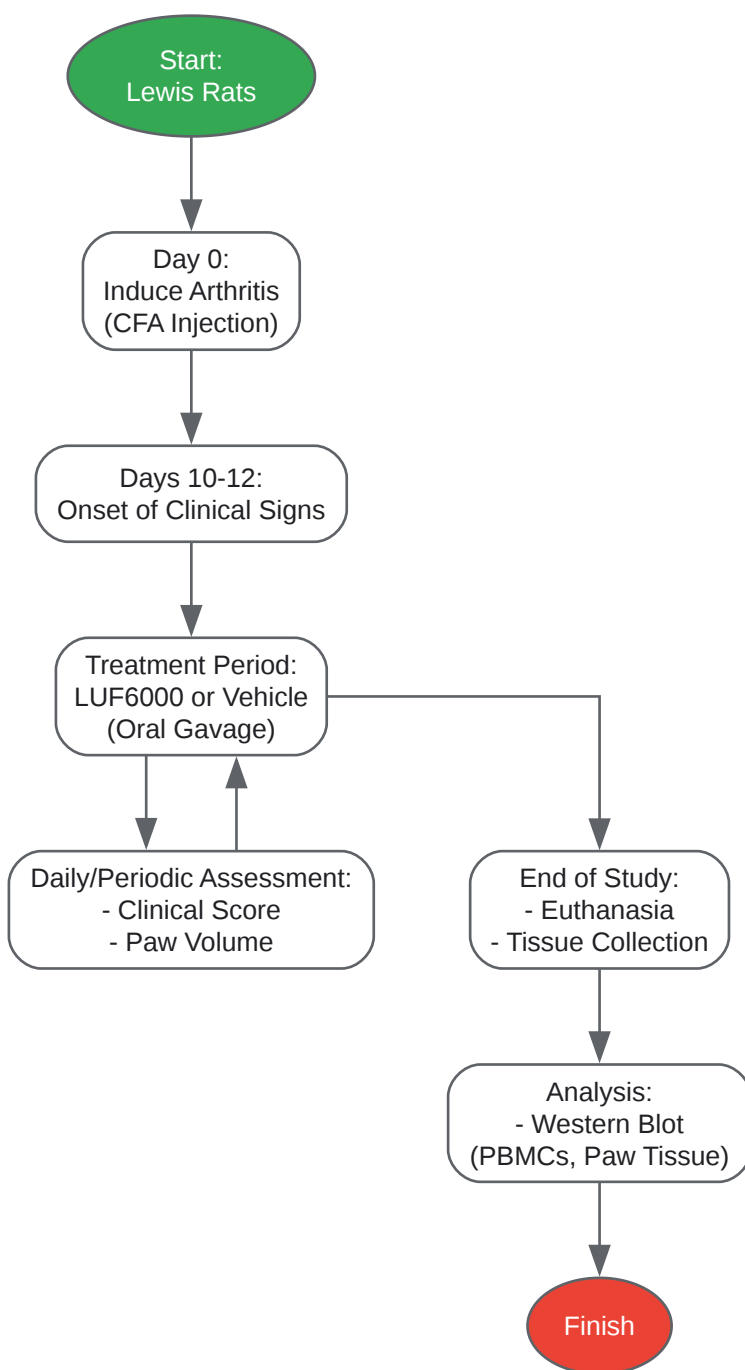 Start:
Lewis Rats
Day 0:
Induce Arthritis
(CFA Injection)
Days 10-12:
Onset of Clinical Signs
Treatment Period:
LUF6000 or Vehicle
(Oral Gavage)
Daily/Periodic Assessment:
- Clinical Score
- Paw Volume
End of Study:
- Euthanasia
- Tissue Collection
Analysis:
- Western Blot
(PBMCs, Paw Tissue)
Finish